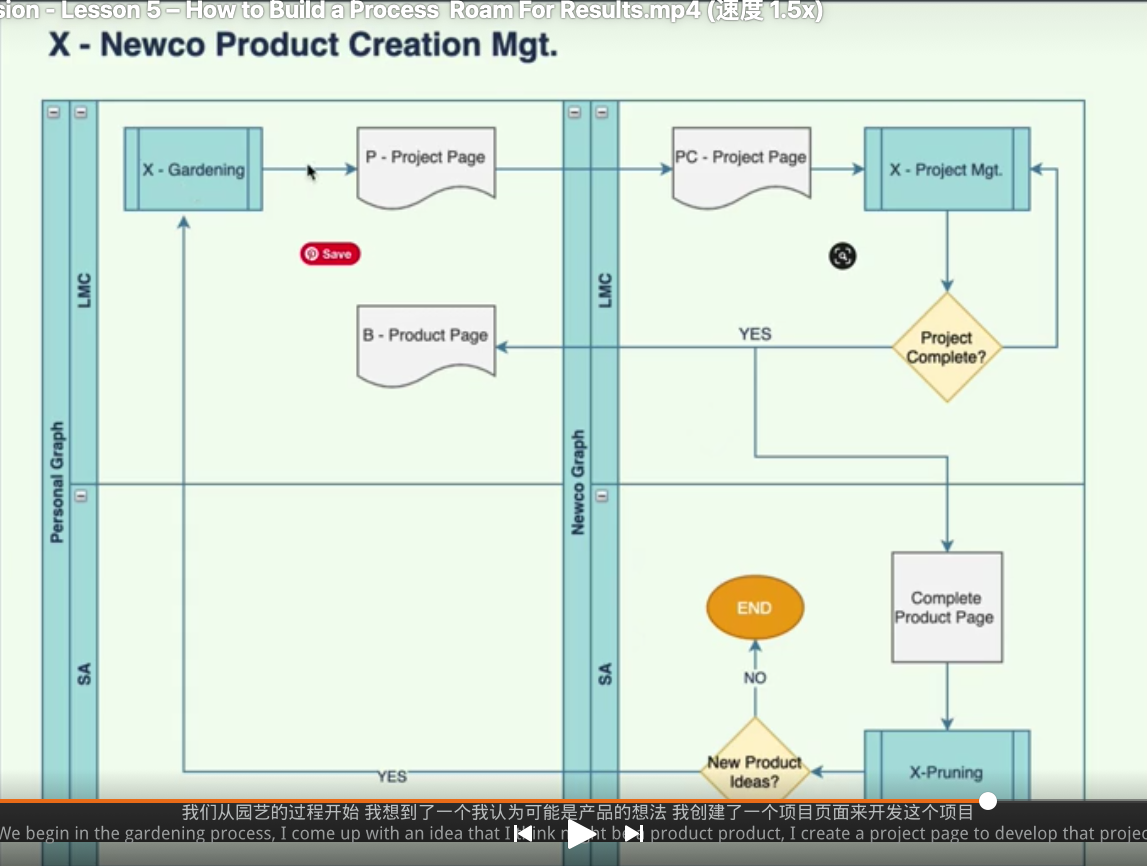 sion - Lesson 5 – How to Build a Process Roam For Results.mp4 (速度 1.5x)
X - Newco Product Creation Mgt.
X - Gardening
P - Project Page
PC - Project Page
X - Project Mgt.
Save
LMC
LMC
B - Product Page
YES
Project
Complete?
Personal Graph
Newco Graph
Complete
Product Page
END
SA
SA
NO
New Product
Ideas?
X-Pruning
YES
我们从园艺的过程开始 我想到了一个我认为可能是产品的想法 我创建了一个项目页面来开发这个项目
We begin in the gardening process, I come up with an idea that I product product, I create a project page to develop that projec